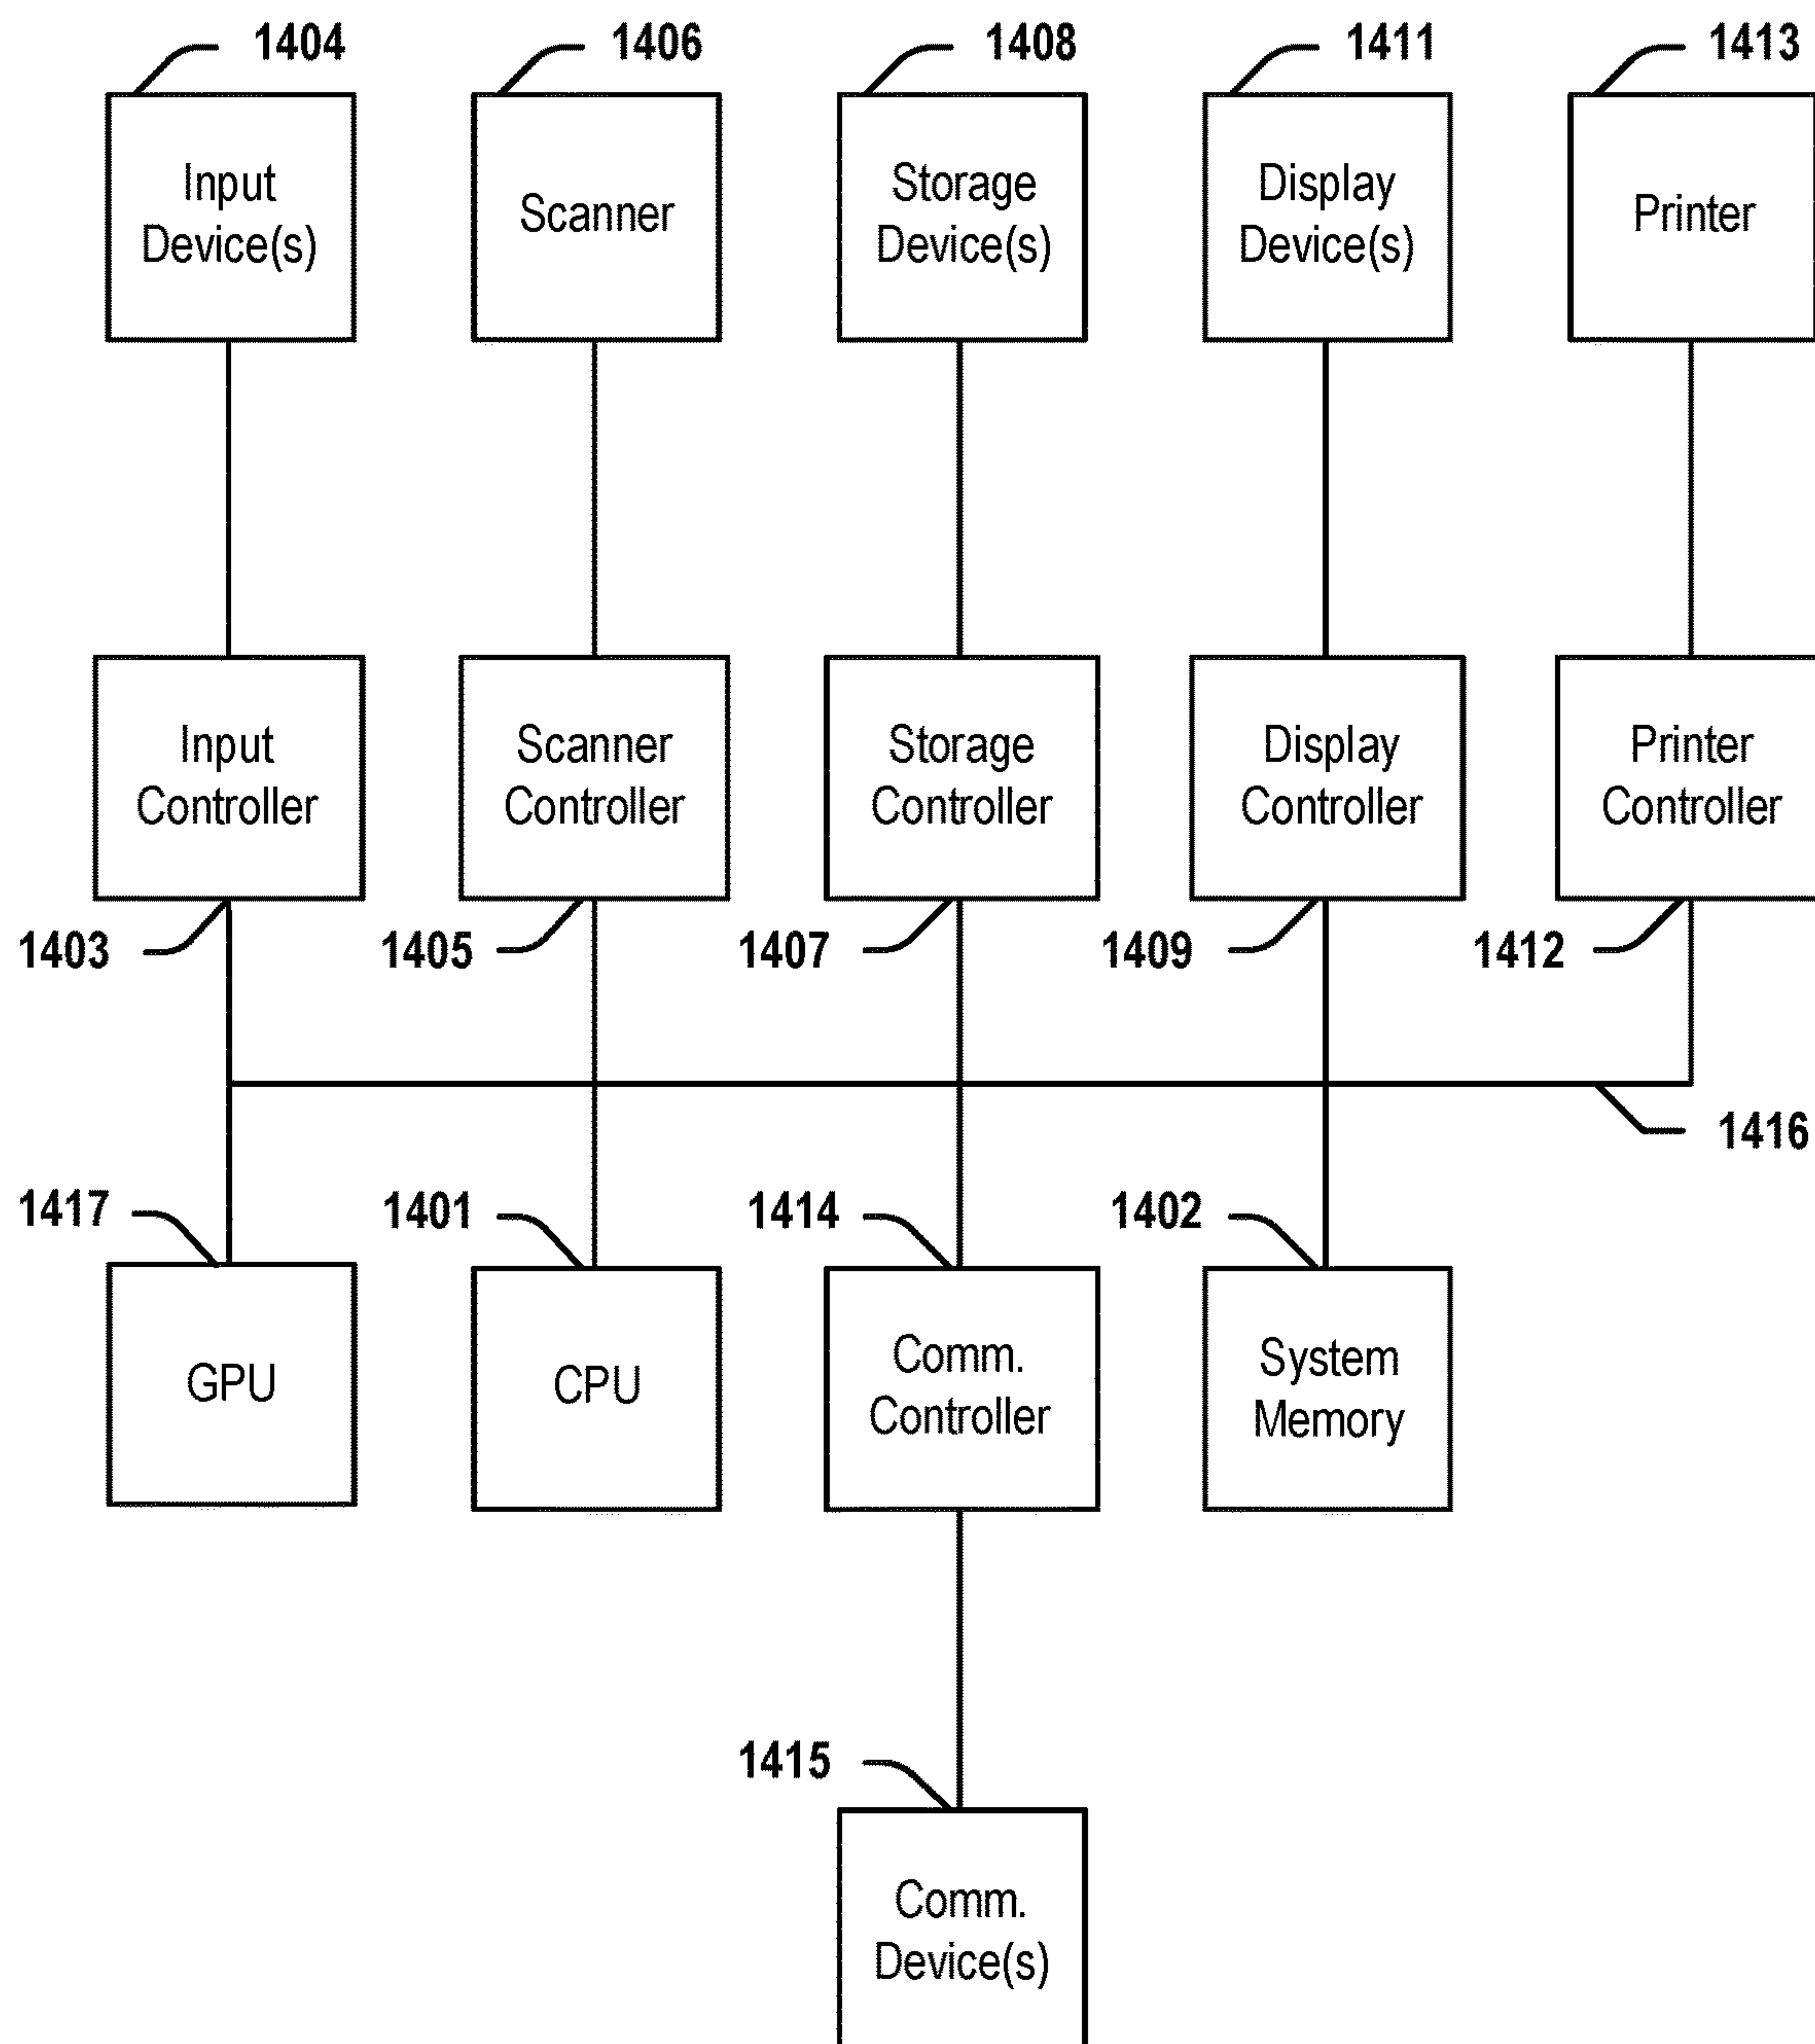 1404
1406
1408
1411
1413
Input
Device(s)
Scanner
Storage
Device(s)
Display
Device(s)
Printer
Input
Controller
Scanner
Controller
Storage
Controller
Display
Controller
Printer
Controller
1403
1405
1407
1409
1412
1416
1417
1401
1414
1402
GPU
CPU
Comm.
Controller
System
Memory
1415
Comm.
Device(s)